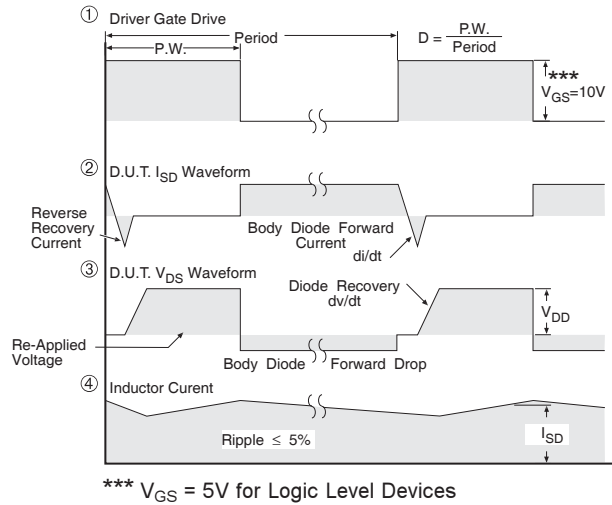 ① Driver Gate Drive
Period
P.W.
D = P.W. / Period
***
V_GS=10V
② D.U.T. I_SD Waveform
Reverse
Recovery
Current
Body Diode Forward
Current
di/dt
③ D.U.T. V_DS Waveform
Diode Recovery
dv/dt
V_DD
Re-Applied
Voltage
Body Diode Forward Drop
④ Inductor Curent
Ripple ≤ 5%
I_SD
*** V_GS = 5V for Logic Level Devices